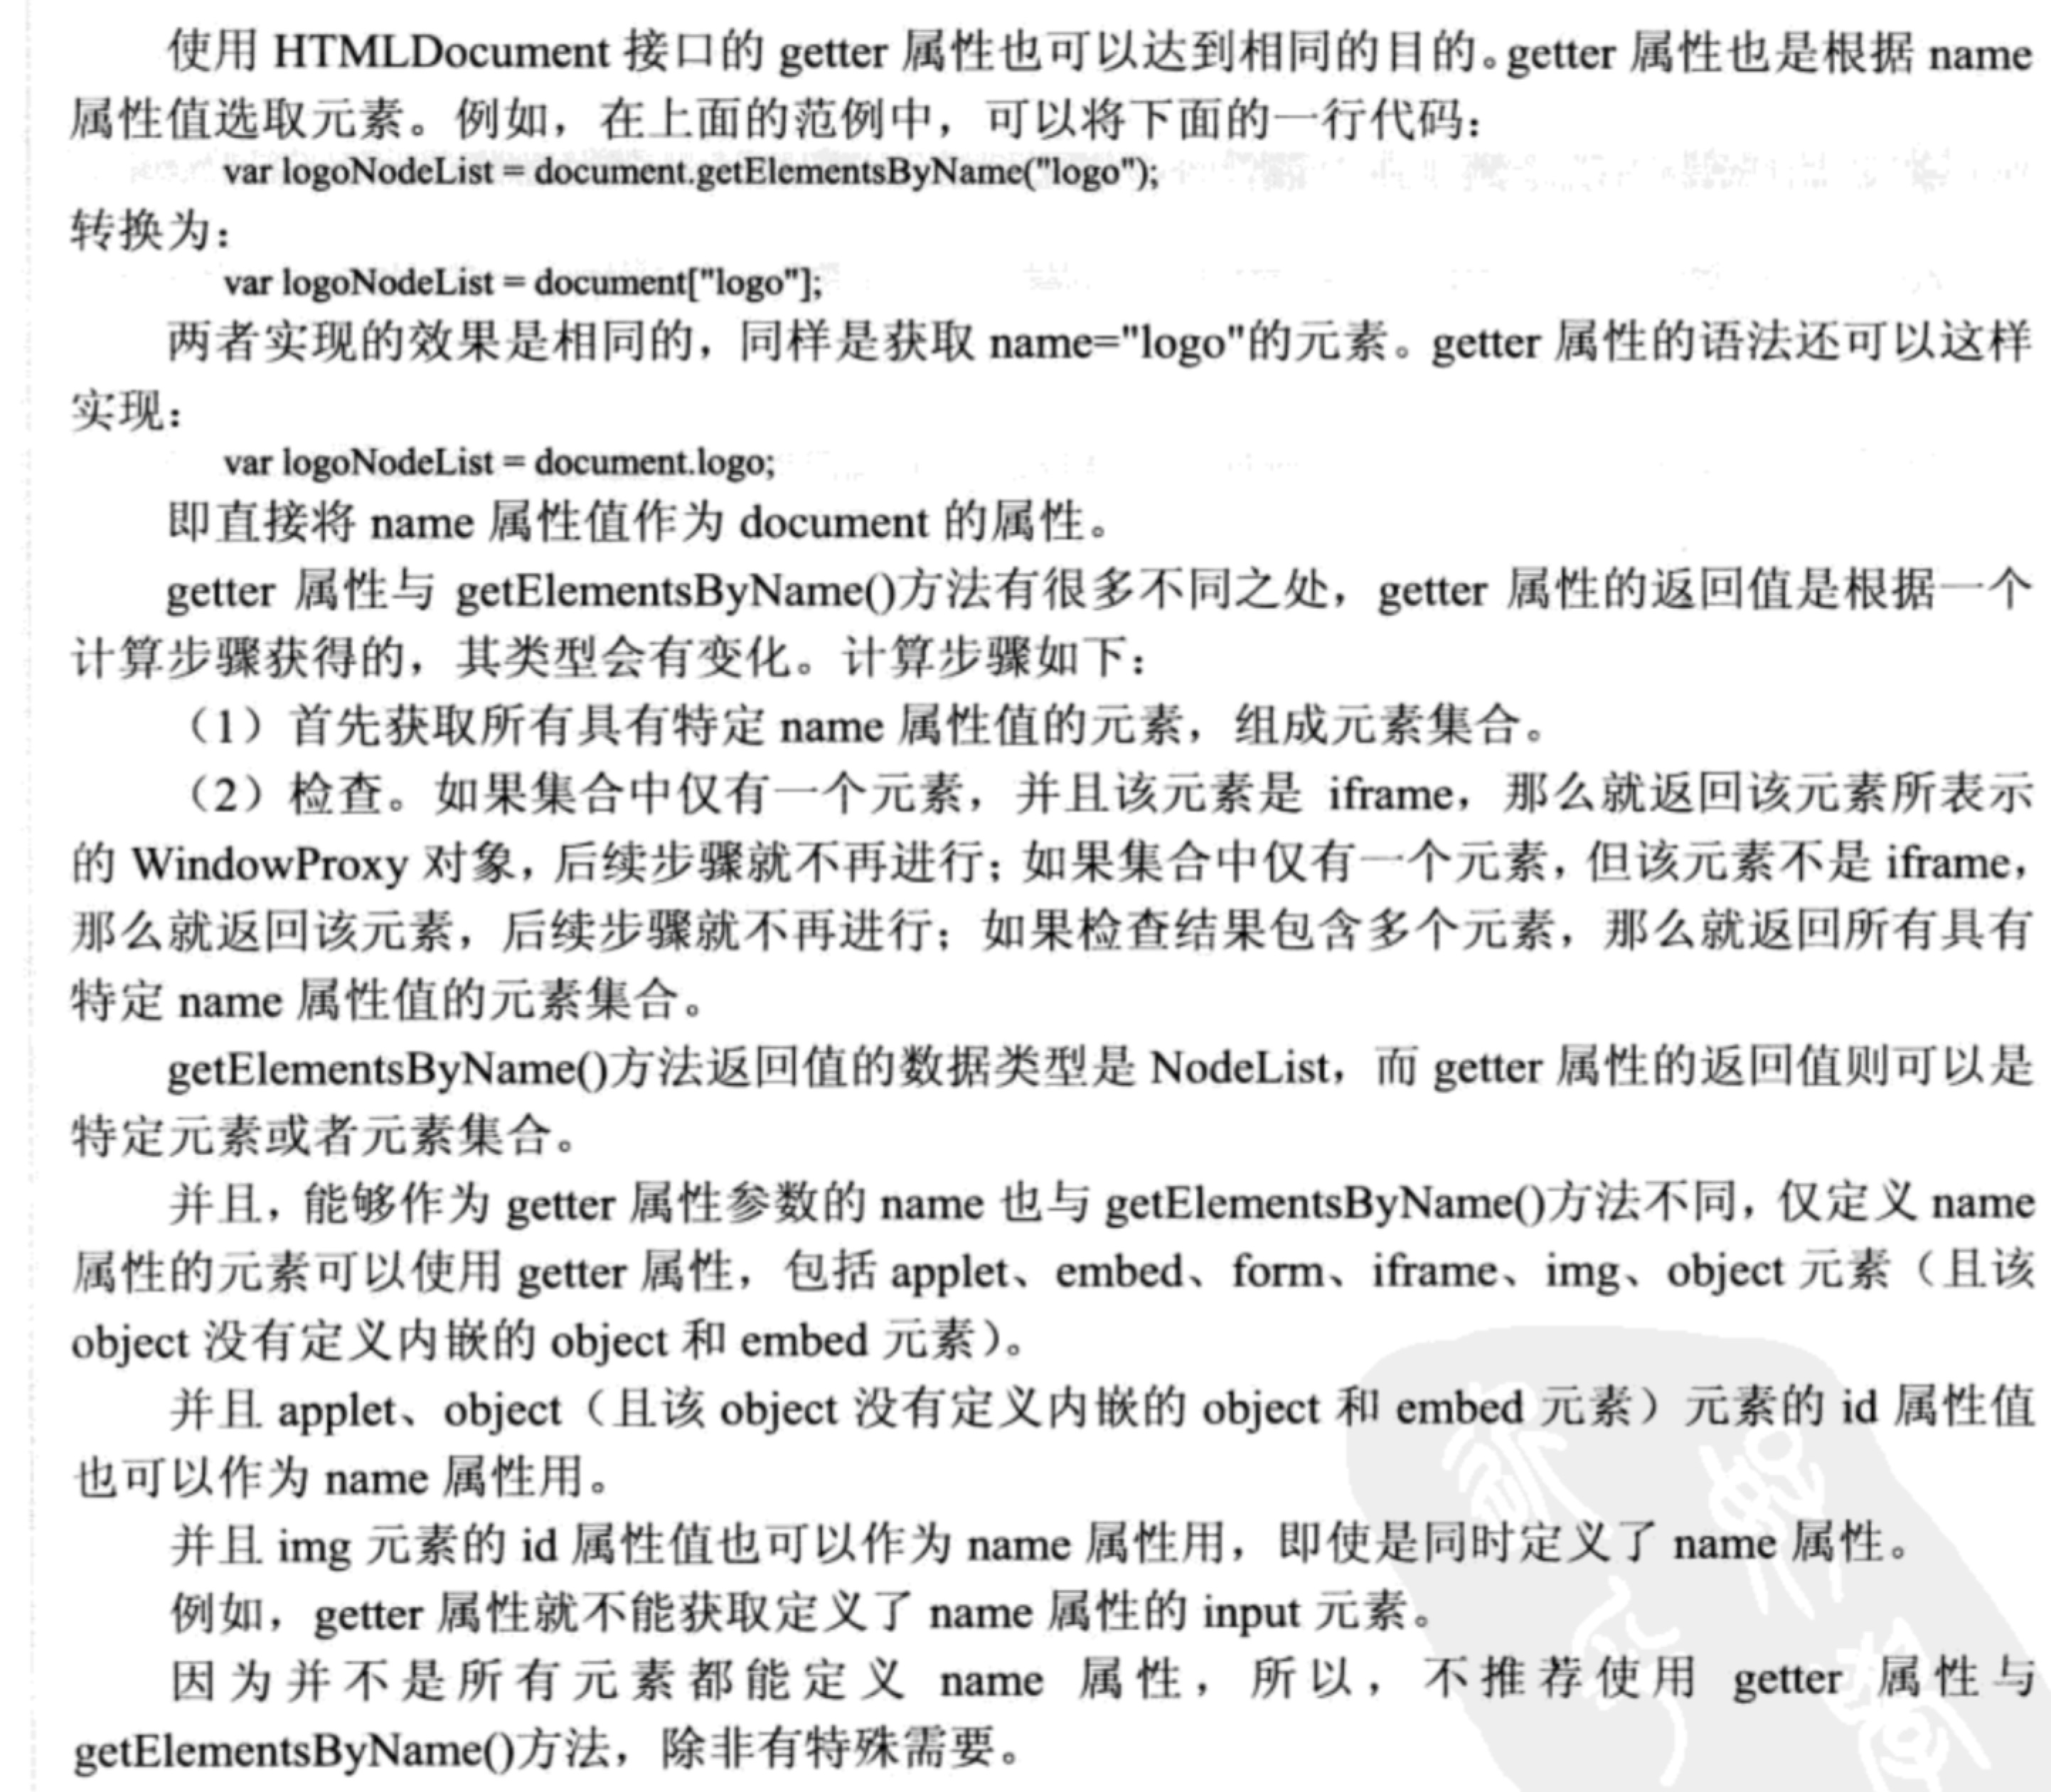 使用 HTMLDocument 接口的 getter 属性也可以达到相同的目的。getter 属性也是根据 name
属性值选取元素。例如，在上面的范例中，可以将下面的一行代码：
var logoNodeList = document.getElementsByName("logo");
转换为：
var logoNodeList = document["logo"];
两者实现的效果是相同的，同样是获取 name="logo"的元素。getter 属性的语法还可以这样
实现：
var logoNodeList = document.logo;
即直接将 name 属性值作为 document 的属性。
getter 属性与 getElementsByName()方法有很多不同之处，getter 属性的返回值是根据一个
计算步骤获得的，其类型会有变化。计算步骤如下：
（1）首先获取所有具有特定 name 属性值的元素，组成元素集合。
（2）检查。如果集合中仅有一个元素，并且该元素是 iframe，那么就返回该元素所表示
的 WindowProxy 对象，后续步骤就不再进行；如果集合中仅有一个元素，但该元素不是 iframe，
那么就返回该元素，后续步骤就不再进行；如果检查结果包含多个元素，那么就返回所有具有
特定 name 属性值的元素集合。
getElementsByName()方法返回值的数据类型是 NodeList，而 getter 属性的返回值则可以是
特定元素或者元素集合。
并且，能够作为 getter 属性参数的 name 也与 getElementsByName()方法不同，仅定义 name
属性的元素可以使用 getter 属性，包括 applet、embed、form、iframe、img、object 元素（且该
object 没有定义内嵌的 object 和 embed 元素）。
并且 applet、object（且该 object 没有定义内嵌的 object 和 embed 元素）元素的 id 属性值
也可以作为 name 属性用。
并且 img 元素的 id 属性值也可以作为 name 属性用，即使是同时定义了 name 属性。
例如，getter 属性就不能获取定义了 name 属性的 input 元素。
因为并不是所有元素都能定义 name 属性，所以，不推荐使用 getter 属性与
getElementsByName()方法，除非有特殊需要。